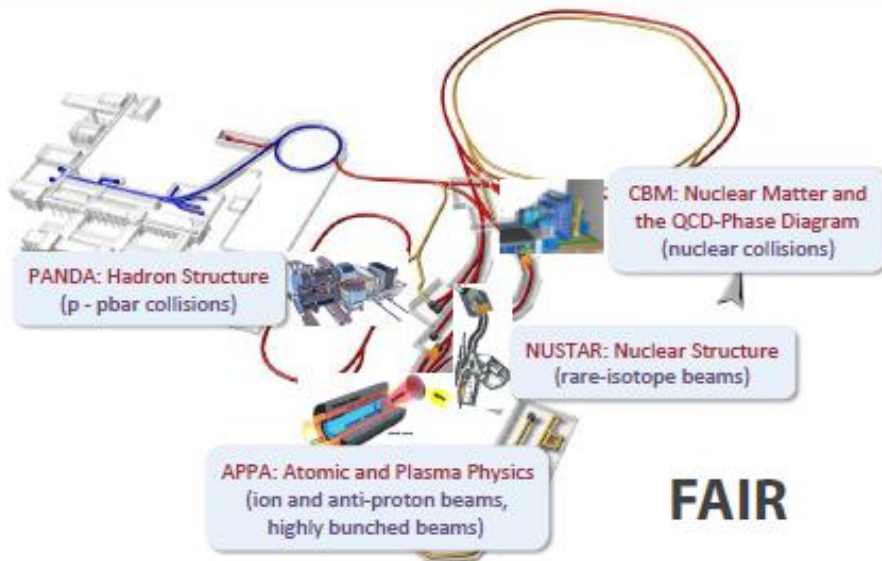 CBM: Nuclear Matter and
the QCD-Phase Diagram
(nuclear collisions)
PANDA: Hadron Structure
(p - pbar collisions)
NUSTAR: Nuclear Structure
(rare-isotope beams)
APPA: Atomic and Plasma Physics
(ion and anti-proton beams,
highly bunched beams)
FAIR